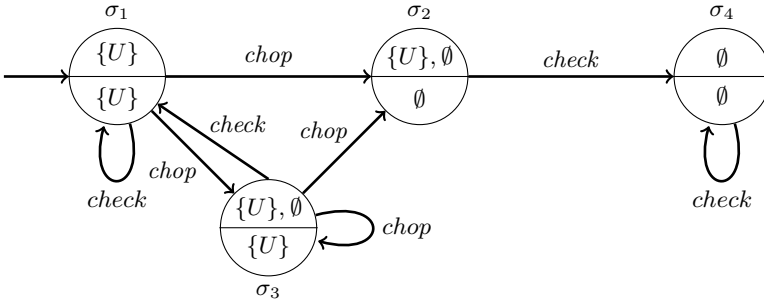 σ1 σ2 σ4
{U} {U}, ∅ ∅
chop check
{U} ∅ ∅
check chop
chop
check check
{U}, ∅
chop
{U}
σ3